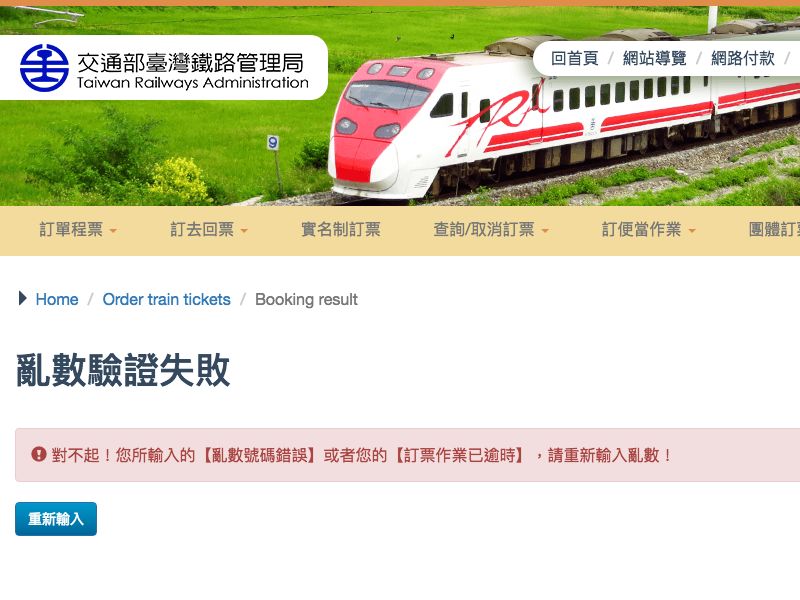 交通部臺灣鐵路管理局
Taiwan Railways Administration
回首頁 / 網站導覽 / 網路付款 /
TRA
9
訂單程票 訂去回票 實名制訂票 查詢/取消訂票 訂便當作業 團體訂票
Home / Order train tickets / Booking result
亂數驗證失敗
對不起！您所輸入的【亂數號碼錯誤】或者您的【訂票作業已逾時】，請重新輸入亂數！
重新輸入